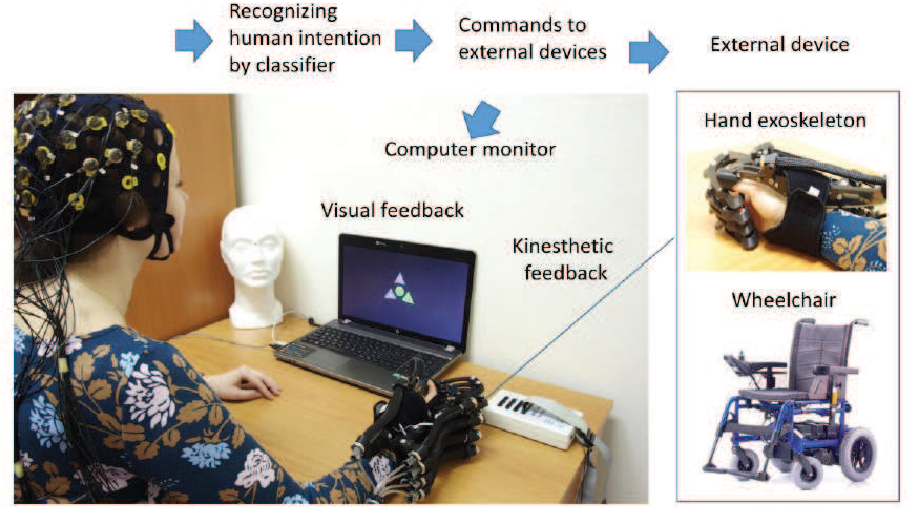 Recognizing
human intention
by classifier
Commands to
external devices
External device
Computer monitor
Visual feedback
Kinesthetic
feedback
Hand exoskeleton
Wheelchair